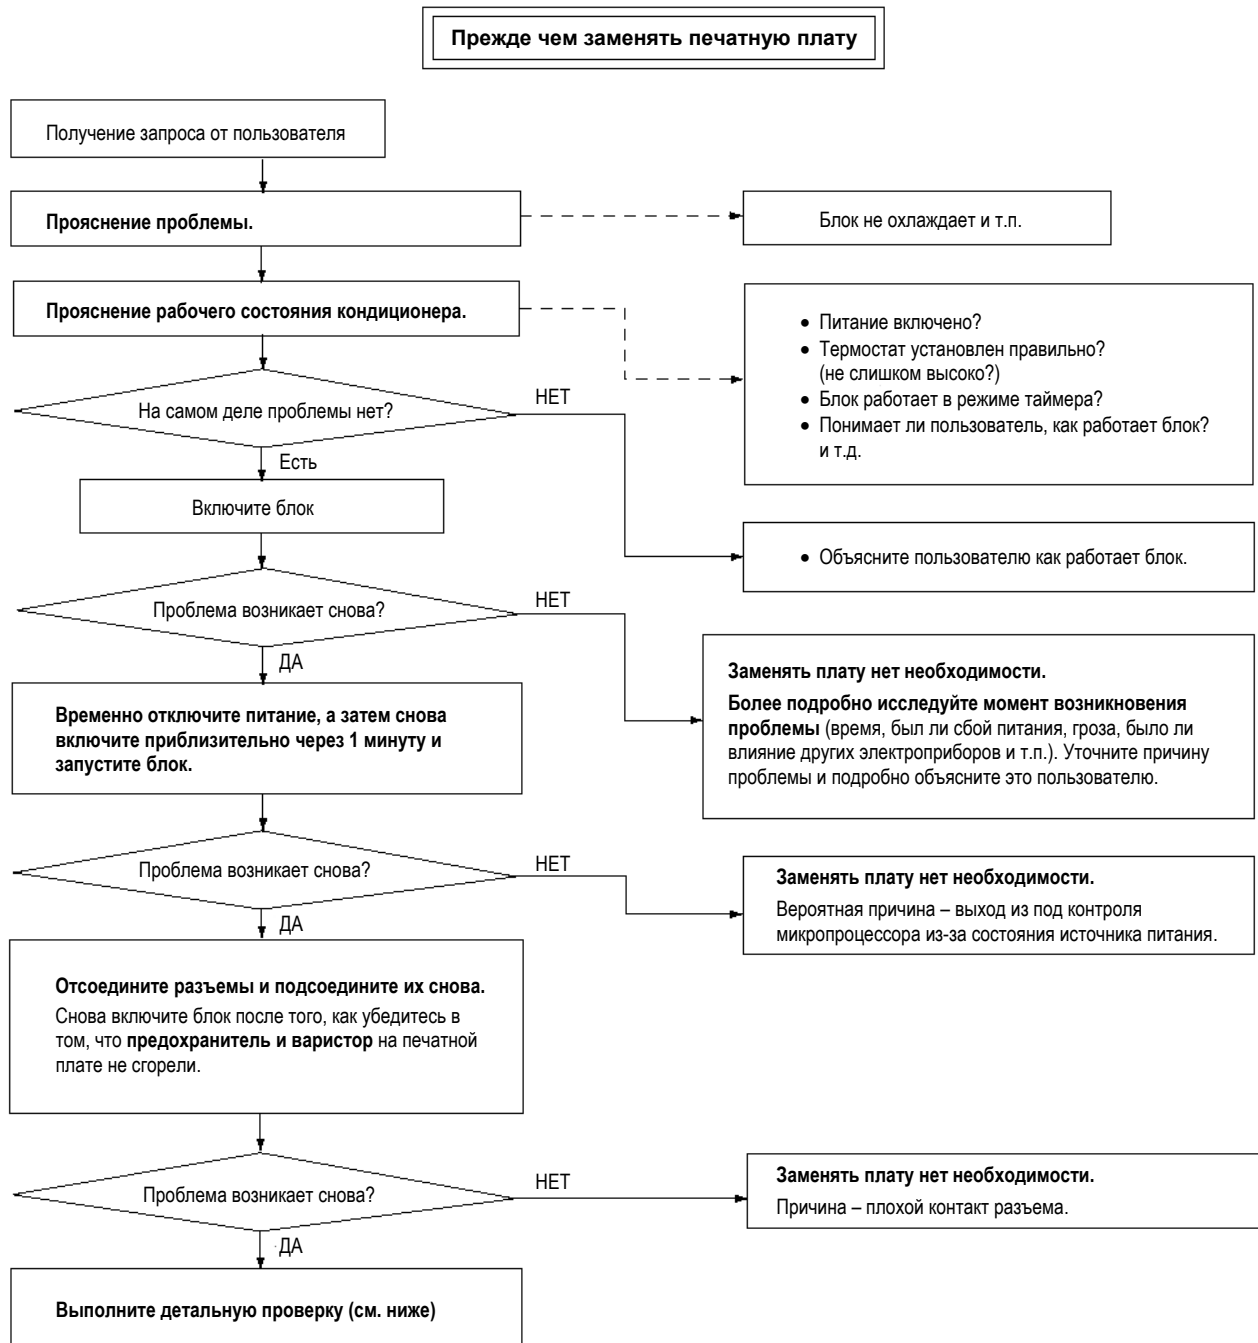 Прежде чем заменять печатную плату
Получение запроса от пользователя
Прояснение проблемы.
Блок не охлаждает и т.п.
Прояснение рабочего состояния кондиционера.
• Питание включено?
• Термостат установлен правильно?
(не слишком высоко?)
• Блок работает в режиме таймера?
• Понимает ли пользователь, как работает блок?
и т.д.
На самом деле проблемы нет?
НЕТ
Есть
Включите блок
• Объясните пользователю как работает блок.
Проблема возникает снова?
НЕТ
ДА
Заменять плату нет необходимости.
Более подробно исследуйте момент возникновения
проблемы (время, был ли сбой питания, гроза, было ли
влияние других электроприборов и т.п.). Уточните причину
проблемы и подробно объясните это пользователю.
Временно отключите питание, а затем снова
включите приблизительно через 1 минуту и
запустите блок.
Проблема возникает снова?
НЕТ
ДА
Заменять плату нет необходимости.
Вероятная причина – выход из под контроля
микропроцессора из-за состояния источника питания.
Отсоедините разъемы и подсоедините их снова.
Снова включите блок после того, как убедитесь в
том, что предохранитель и варистор на печатной
плате не сгорели.
Проблема возникает снова?
НЕТ
ДА
Заменять плату нет необходимости.
Причина – плохой контакт разъема.
Выполните детальную проверку (см. ниже)